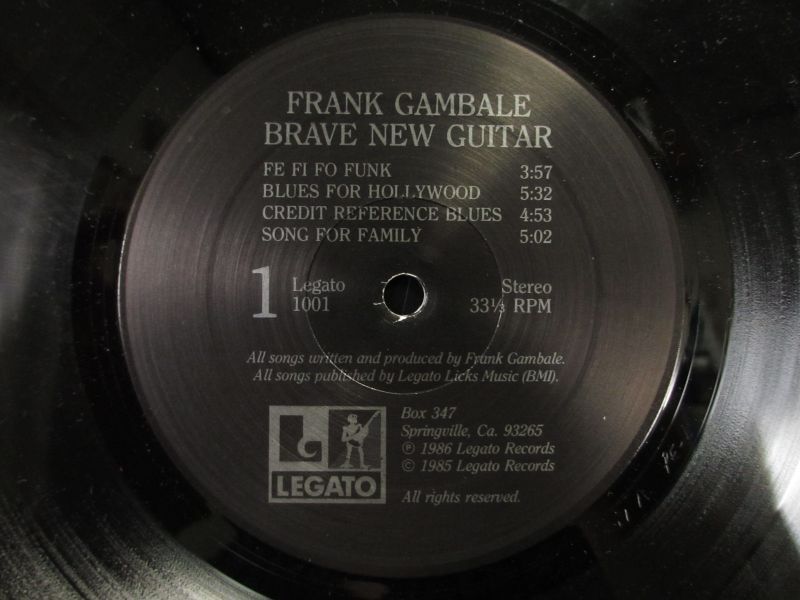 FRANK GAMBALE
BRAVE NEW GUITAR
FE FI FO FUNK 3:57
BLUES FOR HOLLYWOOD 5:32
CREDIT REFERENCE BLUES 4:53
SONG FOR FAMILY 5:02
1 Legato Stereo
1001 33⅓ RPM
All songs written and produced by Frank Gambale.
All songs published by Legato Licks Music (BMI).
Box 347
Springville, Ca. 93265
℗ 1986 Legato Records
© 1985 Legato Records
LEGATO
All rights reserved.